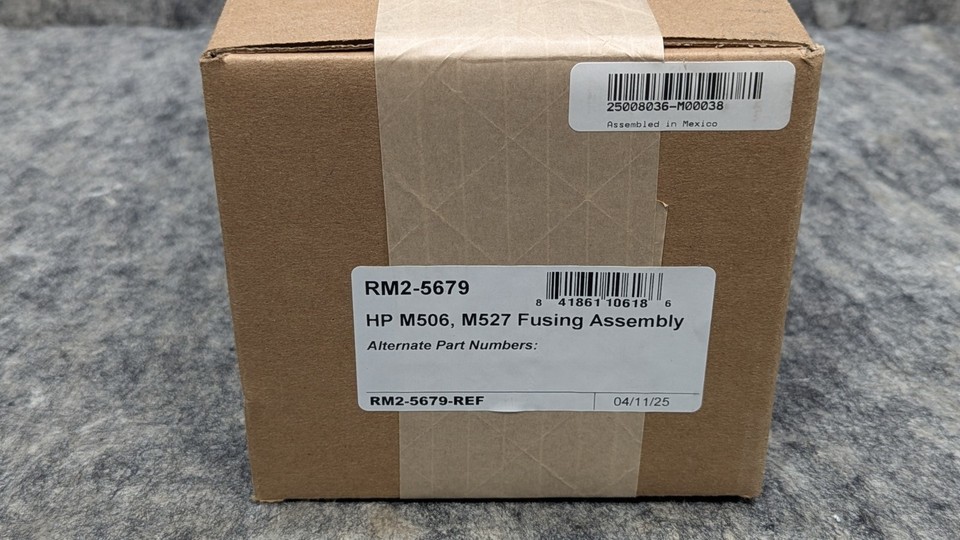 25008036-M00038
Assembled in Mexico
RM2-5679
8 41861 10618 6
HP M506, M527 Fusing Assembly
Alternate Part Numbers:
RM2-5679-REF 04/11/25